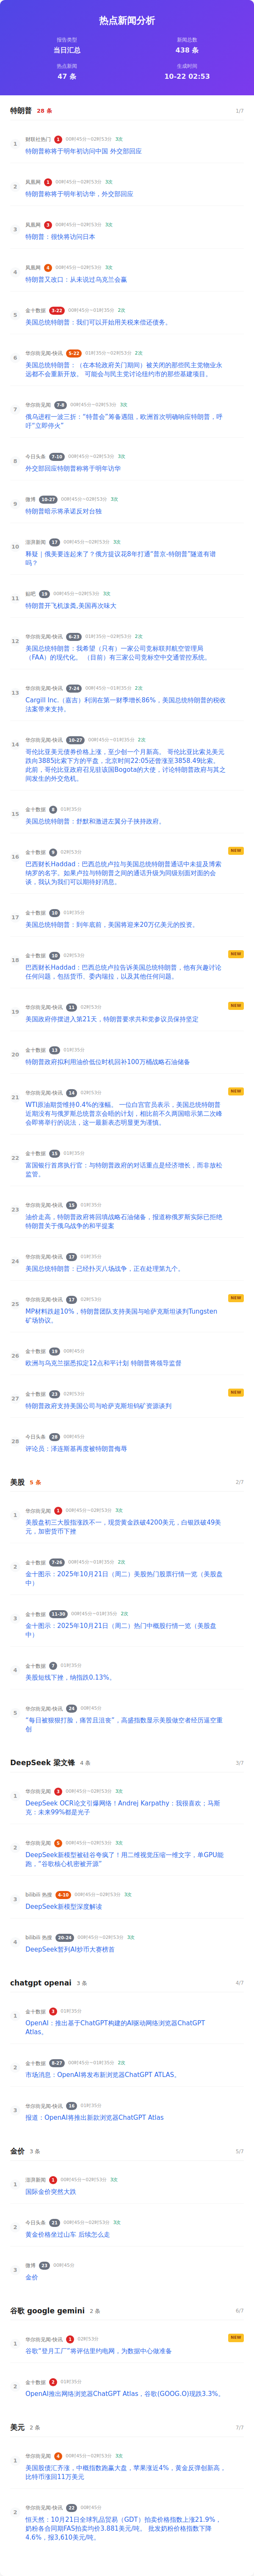 热点新闻分析
报告类型
当日汇总
新闻总数
438 条
热点新闻
47 条
生成时间
10-22 02:53
特朗普 28 条 1/7
1 财联社热门 1 00时45分~02时53分 3次
特朗普称将于明年初访问中国 外交部回应
2 凤凰网 1 00时45分~02时53分 3次
特朗普称将于明年初访华，外交部回应
3 凤凰网 3 00时45分~02时53分 3次
特朗普：很快将访问日本
4 凤凰网 4 00时45分~02时53分 3次
特朗普又改口：从未说过乌克兰会赢
5 金十数据 3-22 00时45分~01时35分 2次
美国总统特朗普：我们可以开始用关税来偿还债务。
6 华尔街见闻-快讯 5-22 01时35分~02时53分 2次
美国总统特朗普：（在本轮政府关门期间）被关闭的那些民主党物业永
远都不会重新开放。 可能会与民主党讨论纽约市的那些基建项目。
7 华尔街见闻 7-8 00时45分~02时53分 3次
俄乌进程一波三折：“特普会”筹备遇阻，欧洲首次明确响应特朗普，呼
吁“立即停火”
8 今日头条 7-10 00时45分~02时53分 3次
外交部回应特朗普称将于明年访华
9 微博 10-27 00时45分~02时53分 3次
特朗普暗示将承诺反对台独
10 澎湃新闻 17 00时45分~02时53分 3次
释疑｜俄美要连起来了？俄方提议花8年打通“普京-特朗普”隧道有谱
吗？
11 贴吧 19 00时45分~02时53分 3次
特朗普开飞机泼粪,美国再次味大
12 华尔街见闻-快讯 6-23 01时35分~02时53分 2次
美国总统特朗普：我希望（只有）一家公司竞标联邦航空管理局
（FAA）的现代化。 （目前）有三家公司竞标空中交通管控系统。
13 华尔街见闻-快讯 7-24 00时45分~01时35分 2次
Cargill Inc.（嘉吉）利润在第一财季增长86%，美国总统特朗普的税收
法案带来支持。
14 华尔街见闻-快讯 10-27 00时45分~01时35分 2次
哥伦比亚美元债券价格上涨，至少创一个月新高。 哥伦比亚比索兑美元
跌向3885比索下方的平盘，北京时间22:05还曾涨至3858.49比索。
此前，哥伦比亚政府召见驻该国Bogota的大使，讨论特朗普政府与其之
间发生的外交危机。
15 金十数据 8 01时35分
美国总统特朗普：舒默和激进左翼分子挟持政府。
16 金十数据 9 02时53分 NEW
巴西财长Haddad：巴西总统卢拉与美国总统特朗普通话中未提及博索
纳罗的名字。如果卢拉与特朗普之间的通话升级为同级别面对面的会
谈，我认为我们可以期待好消息。
17 金十数据 10 01时35分
美国总统特朗普：到年底前，美国将迎来20万亿美元的投资。
18 金十数据 10 02时53分 NEW
巴西财长Haddad：巴西总统卢拉告诉美国总统特朗普，他有兴趣讨论
任何问题，包括货币、委内瑞拉，以及其他任何问题。
19 华尔街见闻-快讯 11 02时53分 NEW
美国政府停摆进入第21天，特朗普要求共和党参议员保持坚定
20 金十数据 13 01时35分
特朗普政府拟利用油价低位时机回补100万桶战略石油储备
21 华尔街见闻-快讯 14 02时53分 NEW
WTI原油期货维持0.4%的涨幅。 一位白宫官员表示，美国总统特朗普
近期没有与俄罗斯总统普京会晤的计划，相比前不久两国暗示第二次峰
会即将举行的说法，这一最新表态明显更为谨慎。
22 金十数据 15 01时35分
富国银行首席执行官：与特朗普政府的对话重点是经济增长，而非放松
监管。
23 华尔街见闻-快讯 15 01时35分
油价走高，特朗普政府将回填战略石油储备，报道称俄罗斯实际已拒绝
特朗普关于俄乌战争的和平提案
24 华尔街见闻-快讯 17 01时35分
美国总统特朗普：已经扑灭八场战争，正在处理第九个。
25 华尔街见闻-快讯 17 02时53分 NEW
MP材料跌超10%，特朗普团队支持美国与哈萨克斯坦谈判Tungsten
矿场协议。
26 金十数据 19 00时45分
欧洲与乌克兰据悉拟定12点和平计划 特朗普将领导监督
27 金十数据 23 02时53分 NEW
特朗普政府支持美国公司与哈萨克斯坦钨矿资源谈判
28 今日头条 28 00时45分
评论员：泽连斯基再度被特朗普侮辱
美股 5 条 2/7
1 华尔街见闻 1 00时45分~02时53分 3次
美股盘初三大股指涨跌不一，现货黄金跌破4200美元，白银跌破49美
元，加密货币下挫
2 金十数据 7-26 00时45分~01时35分 2次
金十图示：2025年10月21日（周二）美股热门股票行情一览（美股盘
中）
3 金十数据 11-30 00时45分~01时35分 2次
金十图示：2025年10月21日（周二）热门中概股行情一览（美股盘
中）
4 金十数据 7 01时35分
美股短线下挫，纳指跌0.13%。
5 华尔街见闻-快讯 24 00时45分
“每日被狠狠打脸，痛苦且沮丧”，高盛指数显示美股做空者经历逼空重
创
DeepSeek 梁文锋 4 条 3/7
1 华尔街见闻 3 00时45分~02时53分 3次
DeepSeek OCR论文引爆网络！Andrej Karpathy：我很喜欢；马斯
克：未来99%都是光子
2 华尔街见闻 5 00时45分~02时53分 3次
DeepSeek新模型被硅谷夸疯了！用二维视觉压缩一维文字，单GPU能
跑，“谷歌核心机密被开源”
3 bilibili 热搜 4-10 00时45分~02时53分 3次
DeepSeek新模型深度解读
4 bilibili 热搜 20-24 00时45分~02时53分 3次
DeepSeek暂列AI炒币大赛榜首
chatgpt openai 3 条 4/7
1 金十数据 3 01时35分
OpenAI：推出基于ChatGPT构建的AI驱动网络浏览器ChatGPT
Atlas。
2 金十数据 8-27 00时45分~01时35分 2次
市场消息：OpenAI将发布新浏览器ChatGPT ATLAS。
3 华尔街见闻-快讯 16 01时35分
报道：OpenAI将推出新款浏览器ChatGPT Atlas
金价 3 条 5/7
1 澎湃新闻 1 00时45分~02时53分 3次
国际金价突然大跌
2 今日头条 21 00时45分~02时53分 3次
黄金价格坐过山车 后续怎么走
3 微博 23 00时45分
金价
谷歌 google gemini 2 条 6/7
1 华尔街见闻-快讯 1 02时53分 NEW
谷歌“登月工厂”将评估里约电网，为数据中心做准备
2 金十数据 2 01时35分
OpenAI推出网络浏览器ChatGPT Atlas，谷歌(GOOG.O)现跌3.3%。
美元 2 条 7/7
1 华尔街见闻 4 00时45分~02时53分 3次
美国股债汇齐涨，中概指数跑赢大盘，苹果涨近4%，黄金反弹创新高，
比特币涨回11万美元
2 华尔街见闻-快讯 22 00时45分
恒天然：10月21日全球乳品贸易（GDT）拍卖价格指数上涨21.9%，
奶粉各合同期FAS拍卖均价3.881美元/吨。 批发奶粉价格指数下降
4.6%，报3,610美元/吨。